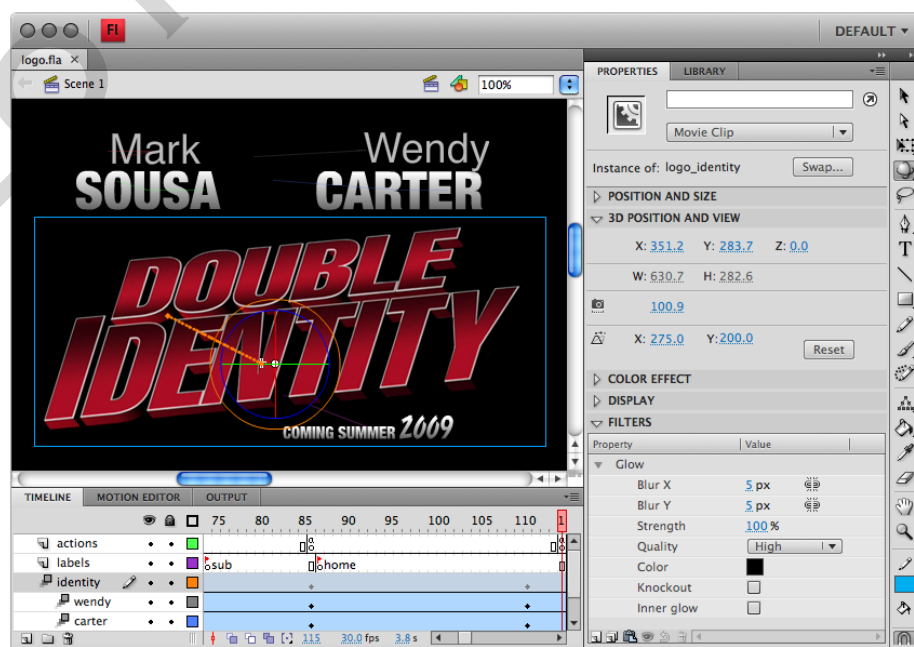 Fl
DEFAULT
logo.fla ×
Scene 1
100%
Mark
SOUSA
Wendy
CARTER
DOUBLE
IDENTITY
COMING SUMMER 2009
PROPERTIES LIBRARY
Movie Clip
Instance of: logo_identity Swap...
POSITION AND SIZE
3D POSITION AND VIEW
X: 351.2 Y: 283.7 Z: 0.0
W: 630.7 H: 282.6
100.9
X: 275.0 Y:200.0
Reset
COLOR EFFECT
DISPLAY
FILTERS
Property Value
Glow
Blur X 5 px
Blur Y 5 px
Strength 100 %
Quality High
Color
Knockout
Inner glow
T
TIMELINE MOTION EDITOR OUTPUT
75 80 85 90 95 100 105 110 1
actions
labels sub home
identity
wendy
carter
115 30.0 fps 3.8 s